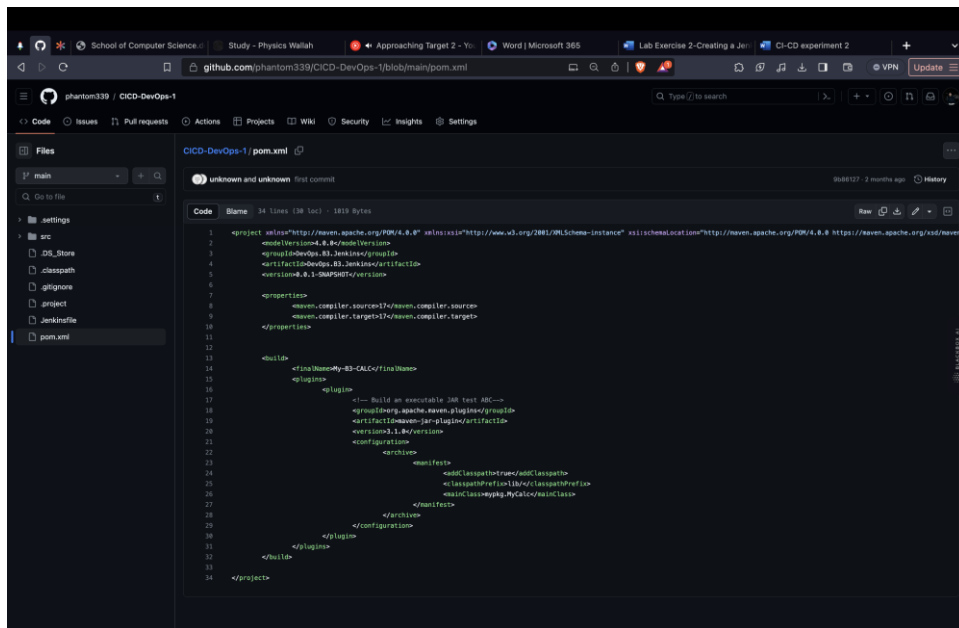 School of Computer Science.c
Study - Physics Wallah
Approaching Target 2 - Yo
Word | Microsoft 365
Lab Exercise 2-Creating a Jen
CI-CD experiment 2
github.com/phantom339/CICD-DevOps-1/blob/main/pom.xml
VPN
Update
phantom339 / CICD-DevOps-1
Type / to search
Code
Issues
Pull requests
Actions
Projects
Wiki
Security
Insights
Settings
Files
main
Go to file
t
.settings
src
.DS_Store
.classpath
.gitignore
.project
Jenkinsfile
pom.xml
CICD-DevOps-1 / pom.xml
unknown and unknown first commit
9b86127 · 2 months ago
History
Code
Blame
34 lines (30 loc) · 1019 Bytes
Raw
1 <project xmlns="http://maven.apache.org/POM/4.0.0" xmlns:xsi="http://www.w3.org/2001/XMLSchema-instance" xsi:schemaLocation="http://maven.apache.org/POM/4.0.0 https://maven.apache.org/xsd/maven
2 <modelVersion>4.0.0</modelVersion>
3 <groupId>DevOps.B3.Jenkins</groupId>
4 <artifactId>DevOps.B3.Jenkins</artifactId>
5 <version>0.0.1-SNAPSHOT</version>
6
7 <properties>
8 <maven.compiler.source>17</maven.compiler.source>
9 <maven.compiler.target>17</maven.compiler.target>
10 </properties>
11
12
13 <build>
14 <finalName>My-B3-CALC</finalName>
15 <plugins>
16 <plugin>
17 <!-- Build an executable JAR test ABC-->
18 <groupId>org.apache.maven.plugins</groupId>
19 <artifactId>maven-jar-plugin</artifactId>
20 <version>3.1.0</version>
21 <configuration>
22 <archive>
23 <manifest>
24 <addClasspath>true</addClasspath>
25 <classpathPrefix>lib/</classpathPrefix>
26 <mainClass>mypkg.MyCalc</mainClass>
27 </manifest>
28 </archive>
29 </configuration>
30 </plugin>
31 </plugins>
32 </build>
33
34 </project>